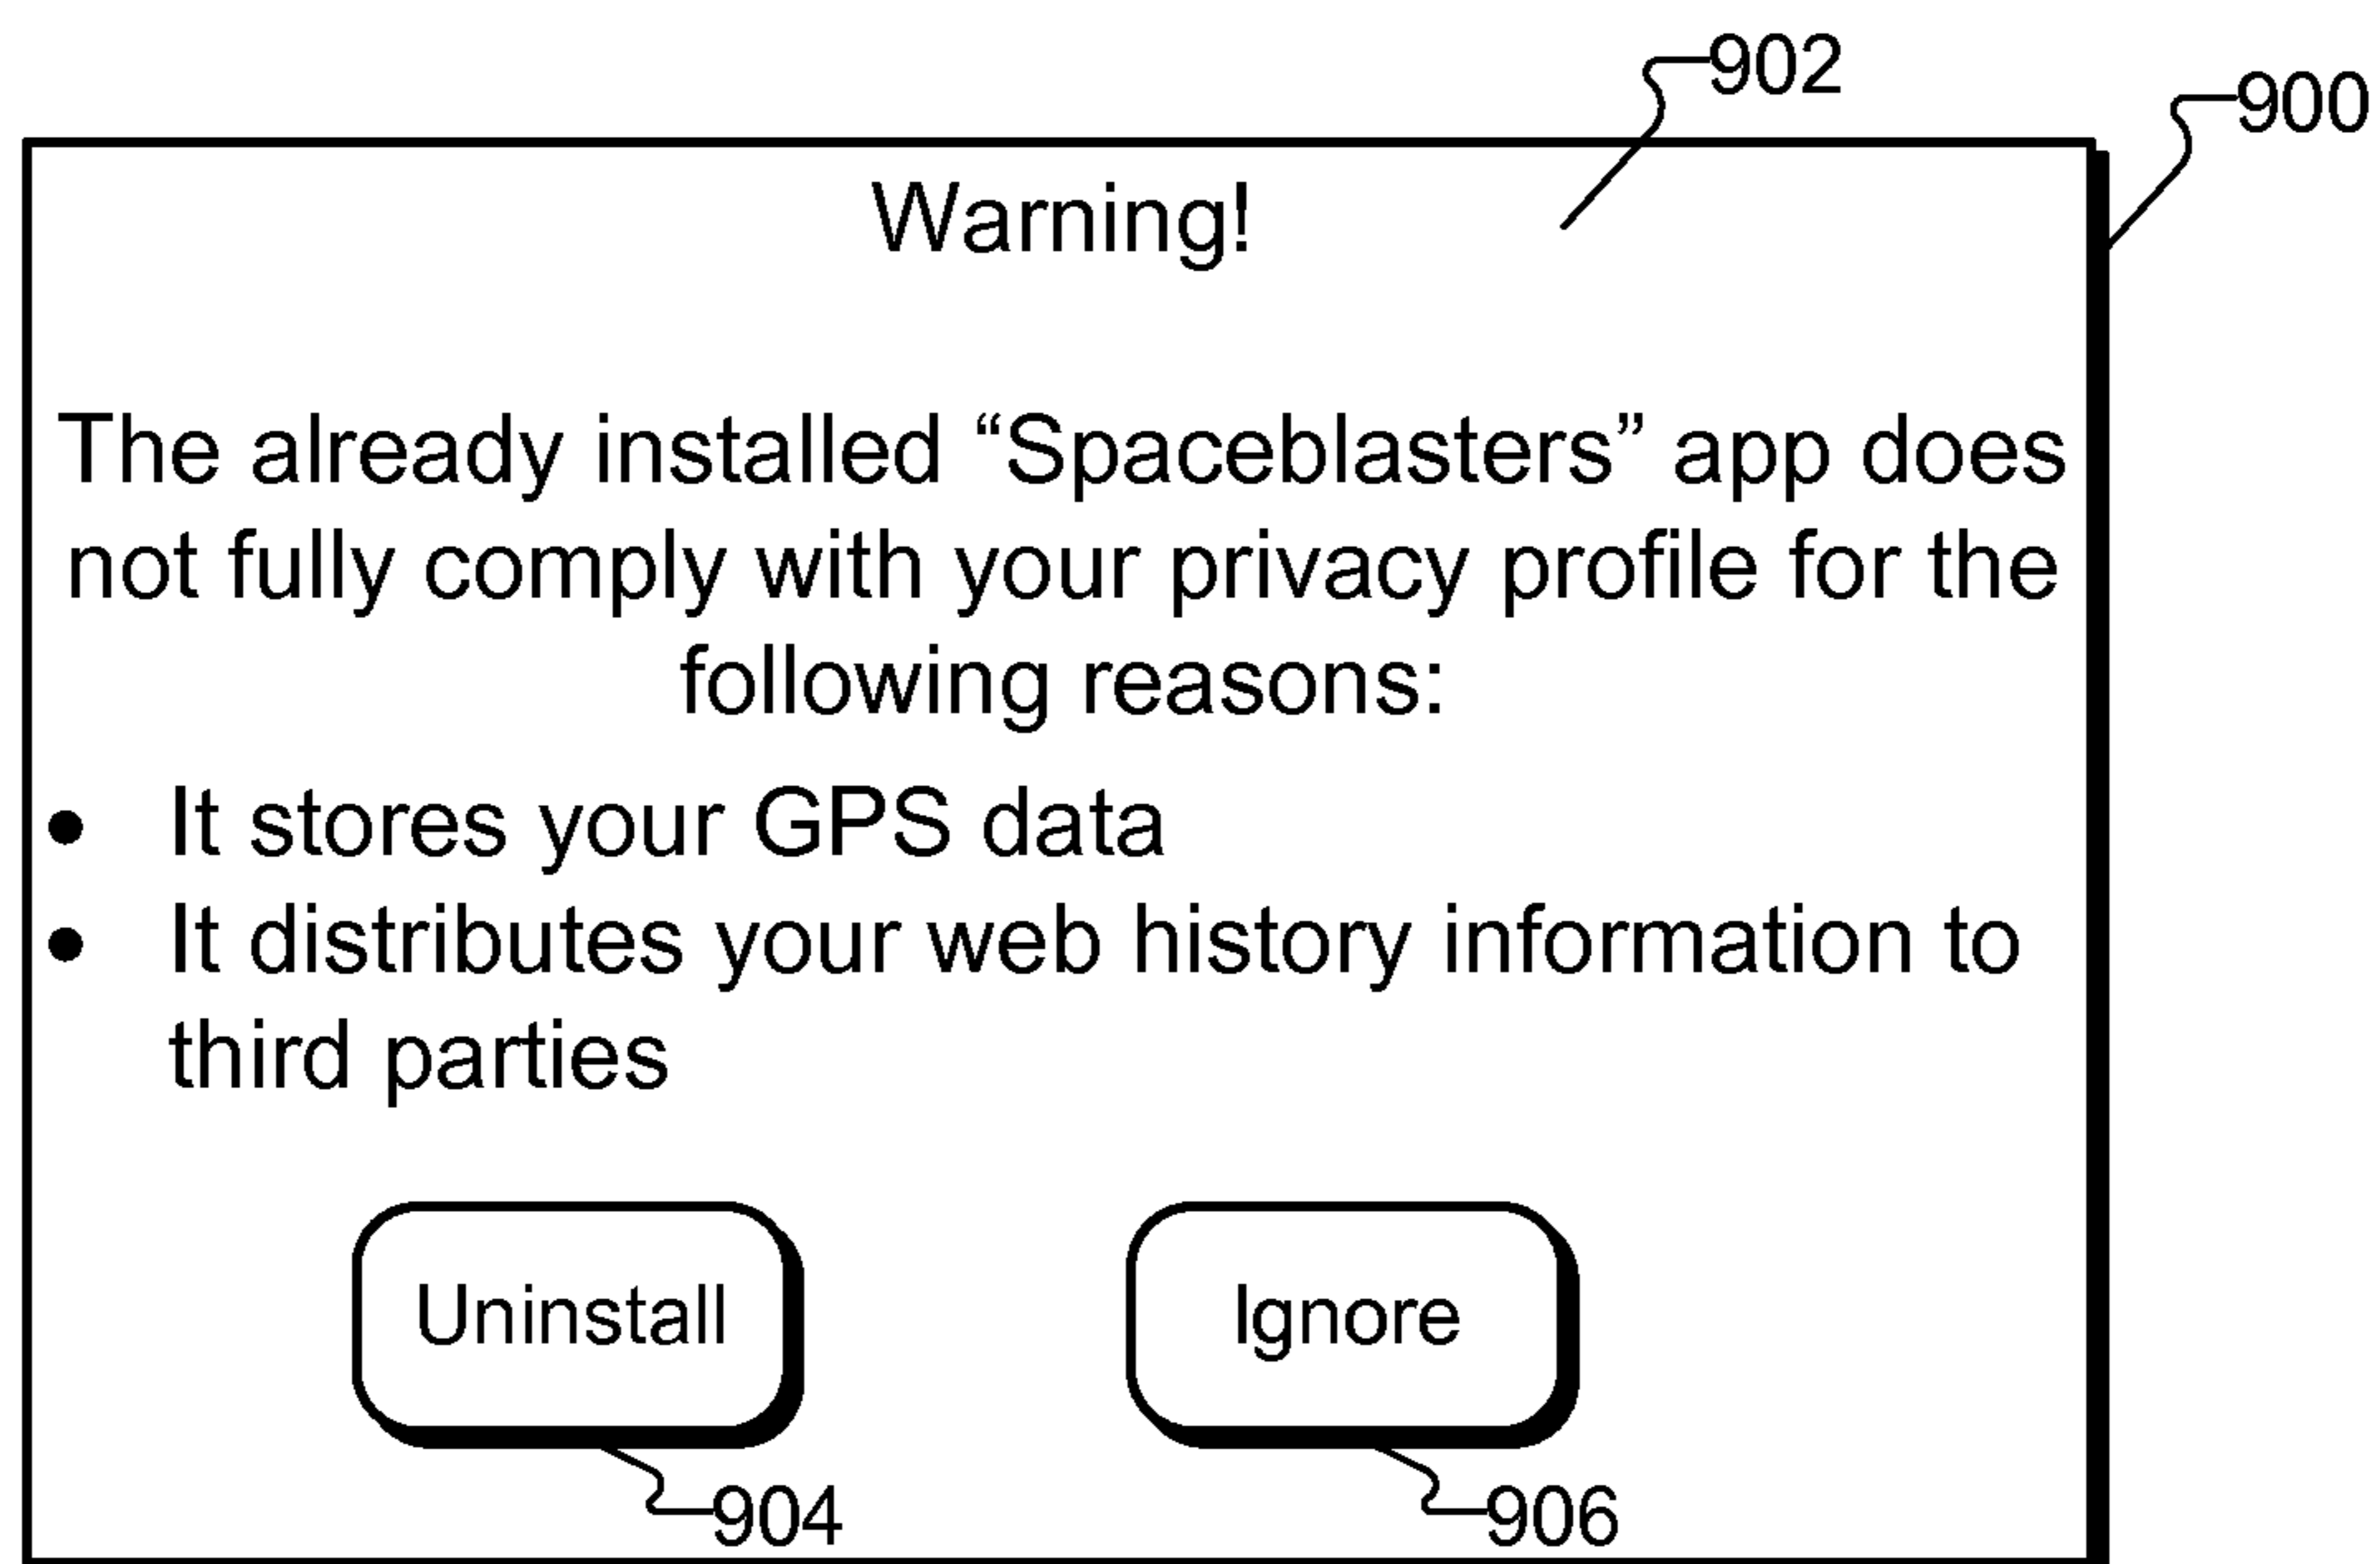 902
900
Warning!
The already installed “Spaceblasters” app does
not fully comply with your privacy profile for the
following reasons:
• It stores your GPS data
• It distributes your web history information to
third parties
Uninstall
Ignore
904
906